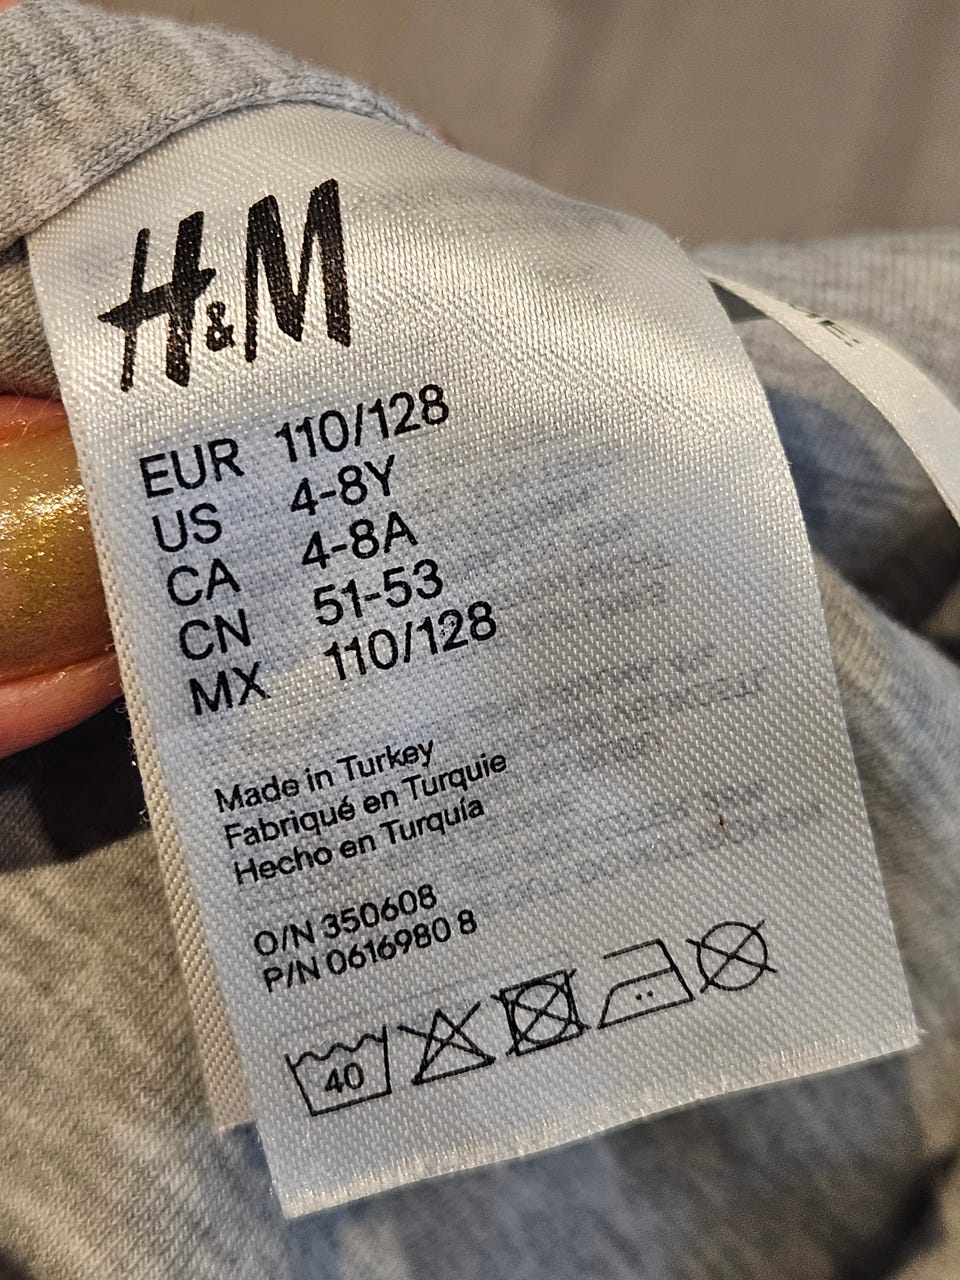 H&M
EUR 110/128
US 4-8Y
CA 4-8A
CN 51-53
MX 110/128
Made in Turkey
Fabriqué en Turquie
Hecho en Turquía
O/N 350608
P/N 0616980 8
40